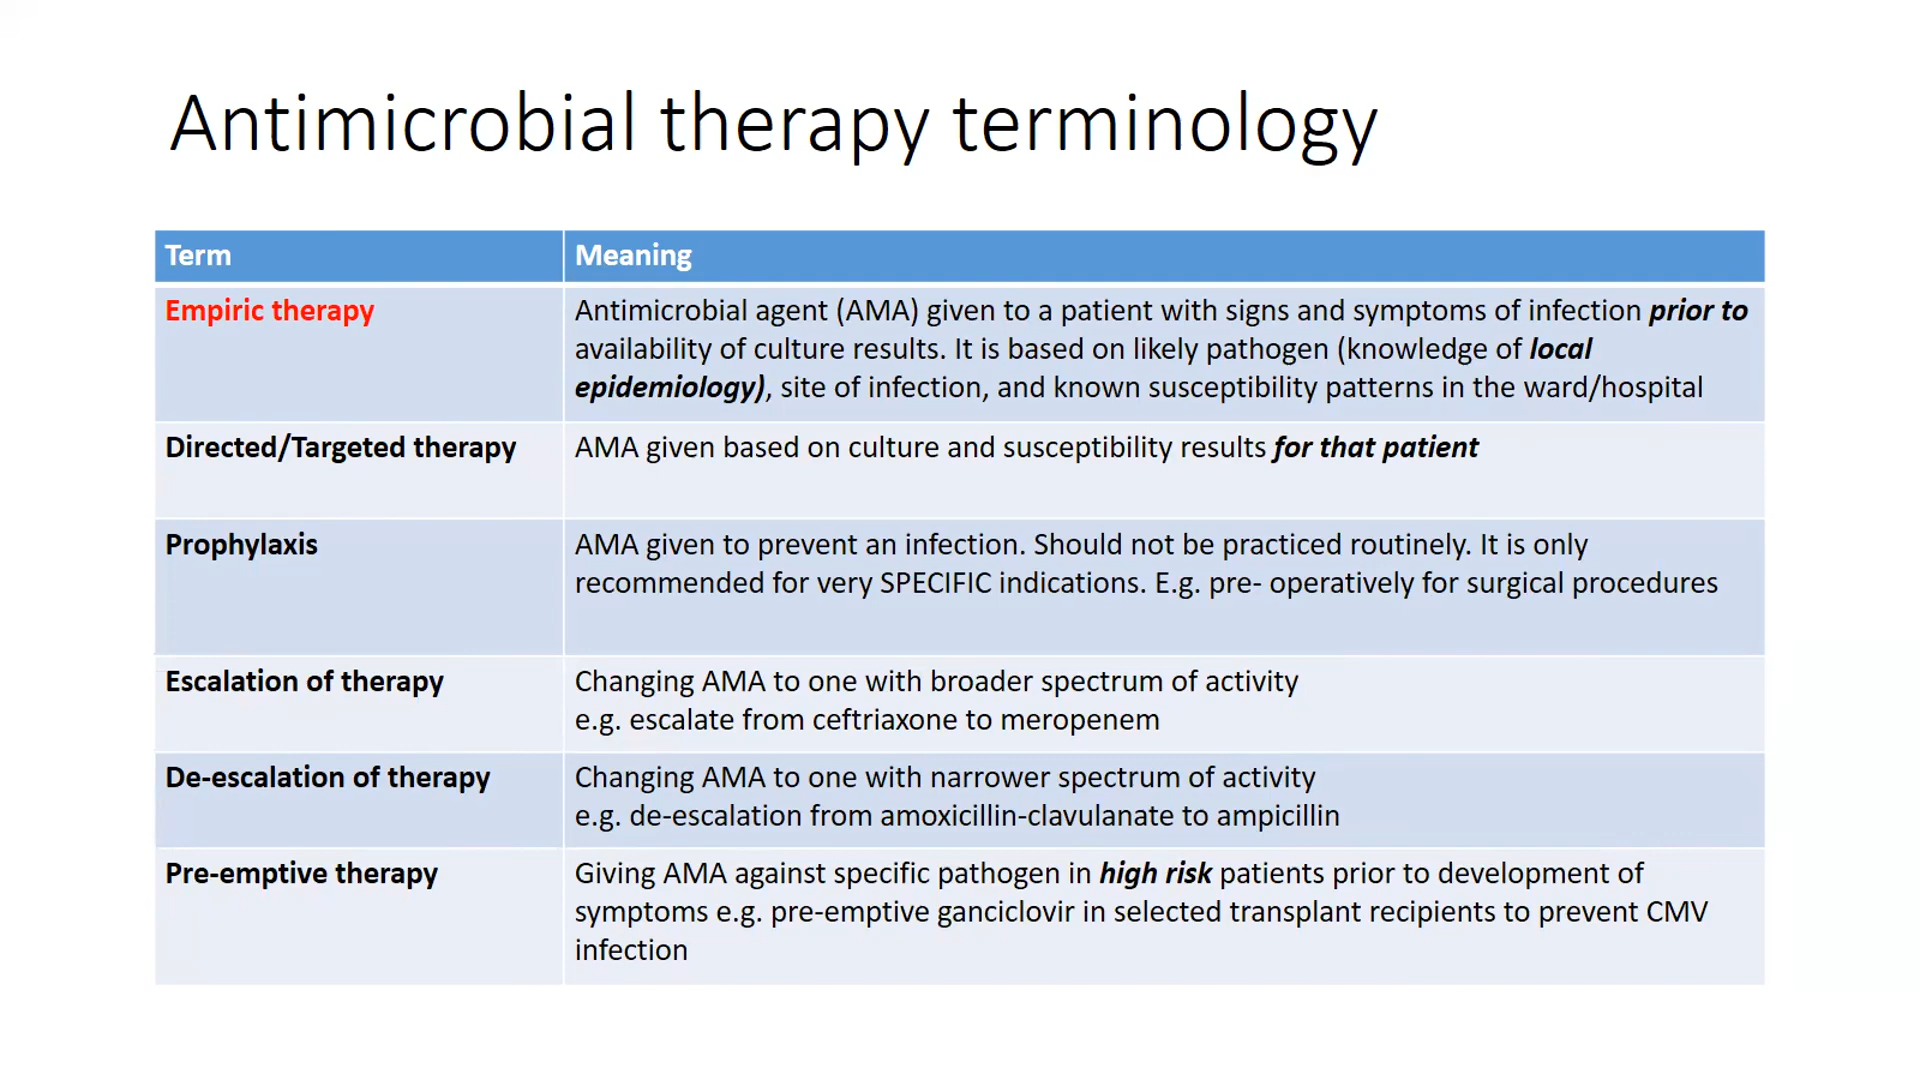 Antimicrobial therapy terminology
Term
Meaning
Empiric therapy
Antimicrobial agent (AMA) given to a patient with signs and symptoms of infection prior to
availability of culture results. It is based on likely pathogen (knowledge of local
epidemiology), site of infection, and known susceptibility patterns in the ward/hospital
Directed/Targeted therapy
AMA given based on culture and susceptibility results for that patient
Prophylaxis
AMA given to prevent an infection. Should not be practiced routinely. It is only
recommended for very SPECIFIC indications. E.g. pre- operatively for surgical procedures
Escalation of therapy
Changing AMA to one with broader spectrum of activity
e.g. escalate from ceftriaxone to meropenem
De-escalation of therapy
Changing AMA to one with narrower spectrum of activity
e.g. de-escalation from amoxicillin-clavulanate to ampicillin
Pre-emptive therapy
Giving AMA against specific pathogen in high risk patients prior to development of
symptoms e.g. pre-emptive ganciclovir in selected transplant recipients to prevent CMV
infection